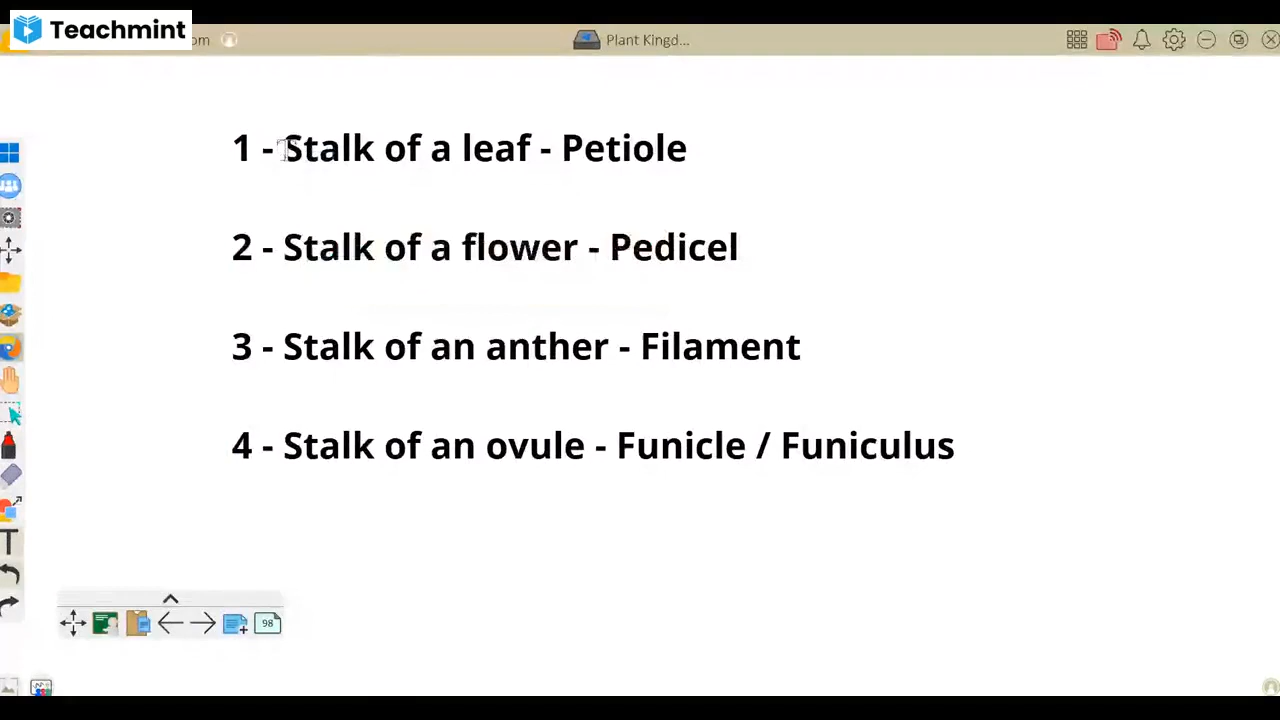 Teachmint
om
Plant Kingd...
1 - Stalk of a leaf - Petiole
2 - Stalk of a flower - Pedicel
3 - Stalk of an anther - Filament
4 - Stalk of an ovule - Funicle / Funiculus
T
98